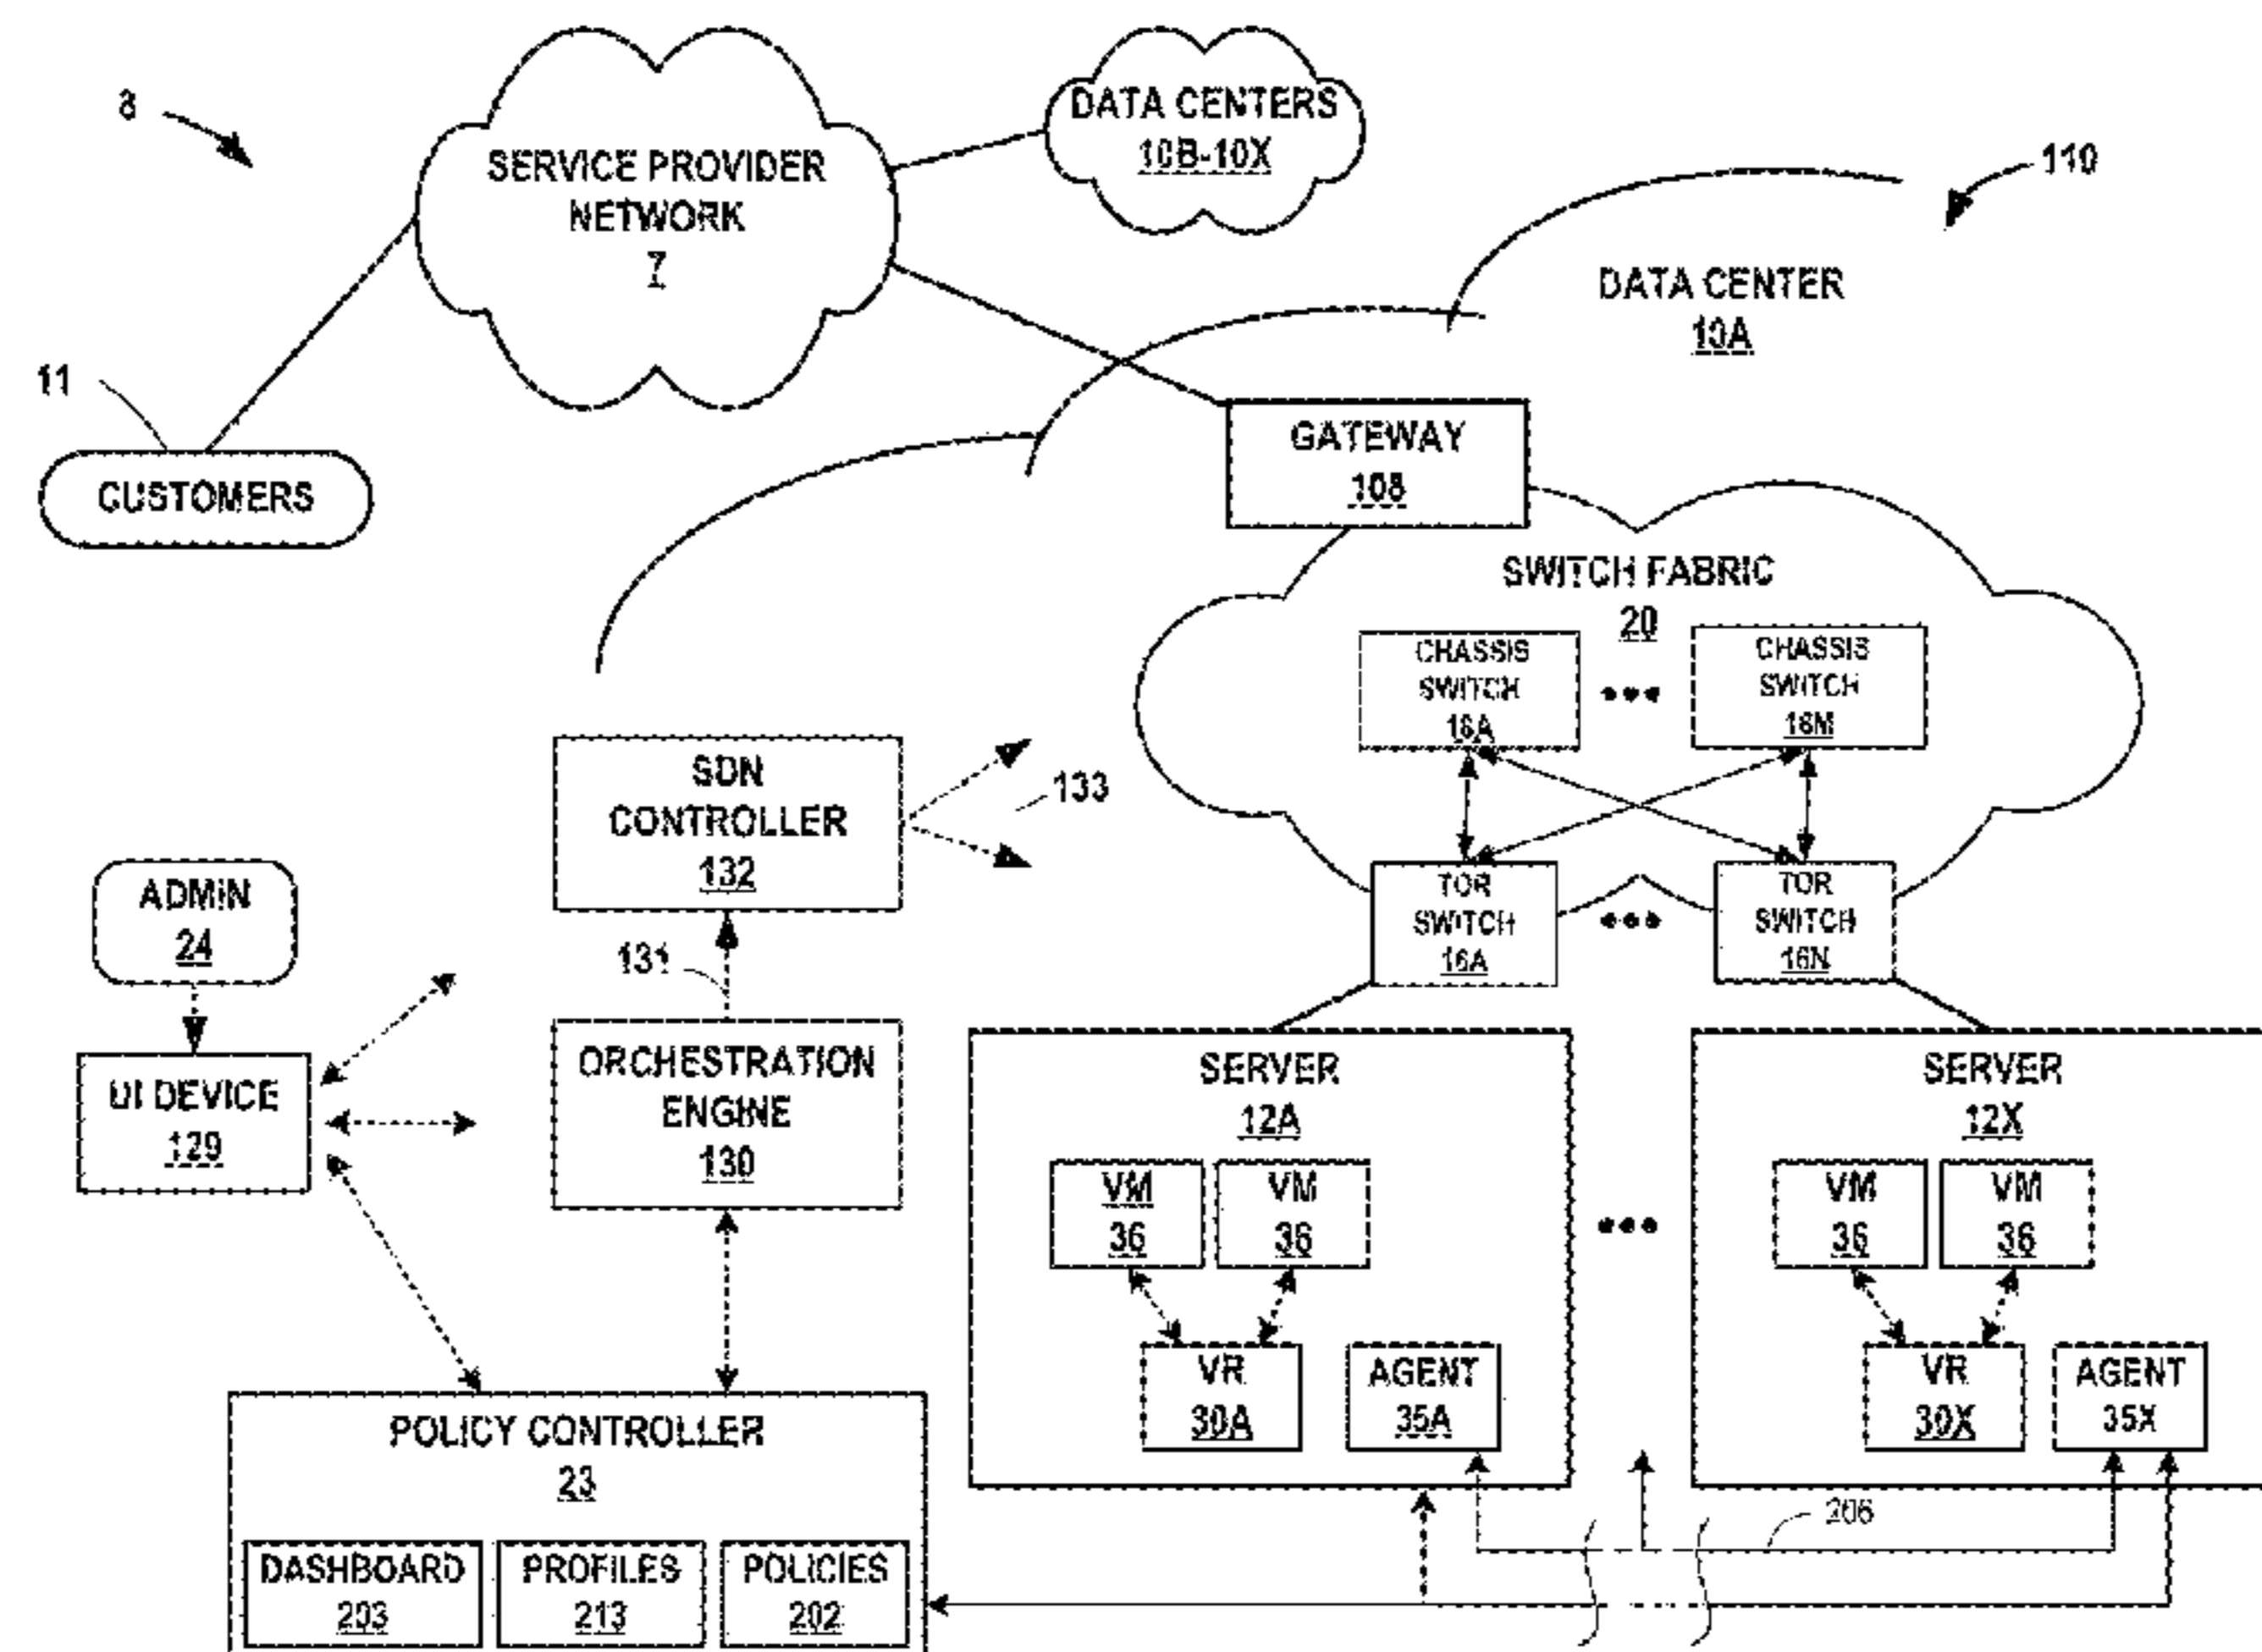 8
SERVICE PROVIDER
NETWORK
7
DATA CENTERS
10B-10X
110
DATA CENTER
10A
11
CUSTOMERS
GATEWAY
108
SWITCH FABRIC
20
CHASSIS
SWITCH
18A
CHASSIS
SWITCH
18M
SDN
CONTROLLER
132
133
ADMIN
24
TOR
SWITCH
16A
TOR
SWITCH
16N
131
UI DEVICE
129
ORCHESTRATION
ENGINE
130
SERVER
12A
VM
36
VM
36
VR
30A
AGENT
35A
SERVER
12X
VM
36
VM
36
VR
30X
AGENT
35X
POLICY CONTROLLER
23
DASHBOARD
203
PROFILES
213
POLICIES
202
206